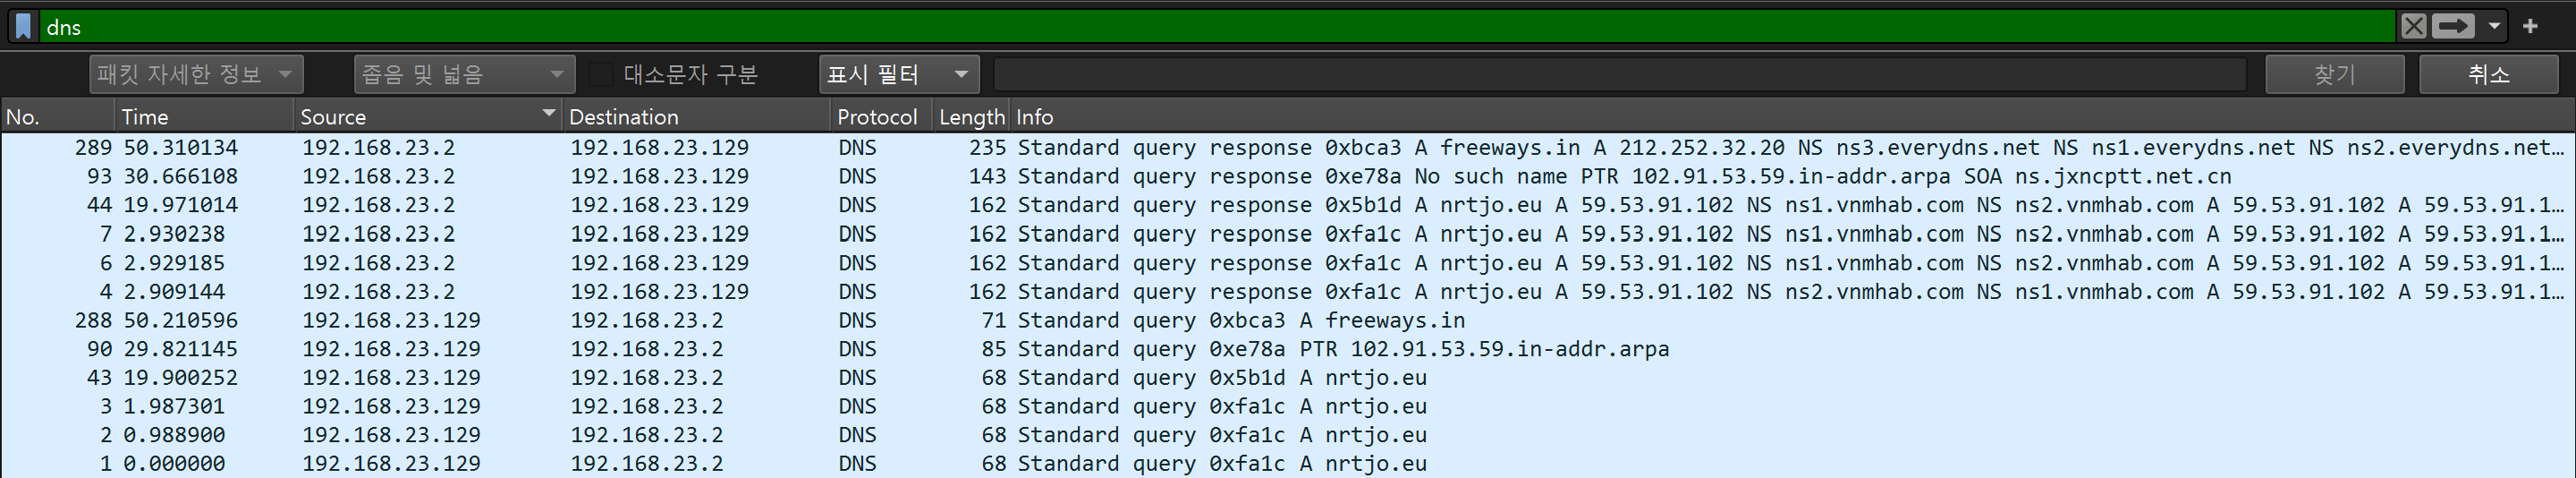 dns
패킷 자세한 정보 좁음 및 넓음 대소문자 구분 표시 필터 찾기 취소
No. Time Source Destination Protocol Length Info
289 50.310134 192.168.23.2 192.168.23.129 DNS 235 Standard query response 0xbca3 A freeways.in A 212.252.32.20 NS ns3.everydns.net NS ns1.everydns.net NS ns2.everydns.net…
93 30.666108 192.168.23.2 192.168.23.129 DNS 143 Standard query response 0xe78a No such name PTR 102.91.53.59.in-addr.arpa SOA ns.jxncptt.net.cn
44 19.971014 192.168.23.2 192.168.23.129 DNS 162 Standard query response 0x5b1d A nrtjo.eu A 59.53.91.102 NS ns1.vnmhab.com NS ns2.vnmhab.com A 59.53.91.102 A 59.53.91.1…
7 2.930238 192.168.23.2 192.168.23.129 DNS 162 Standard query response 0xfa1c A nrtjo.eu A 59.53.91.102 NS ns1.vnmhab.com NS ns2.vnmhab.com A 59.53.91.102 A 59.53.91.1…
6 2.929185 192.168.23.2 192.168.23.129 DNS 162 Standard query response 0xfa1c A nrtjo.eu A 59.53.91.102 NS ns1.vnmhab.com NS ns2.vnmhab.com A 59.53.91.102 A 59.53.91.1…
4 2.909144 192.168.23.2 192.168.23.129 DNS 162 Standard query response 0xfa1c A nrtjo.eu A 59.53.91.102 NS ns2.vnmhab.com NS ns1.vnmhab.com A 59.53.91.102 A 59.53.91.1…
288 50.210596 192.168.23.129 192.168.23.2 DNS 71 Standard query 0xbca3 A freeways.in
90 29.821145 192.168.23.129 192.168.23.2 DNS 85 Standard query 0xe78a PTR 102.91.53.59.in-addr.arpa
43 19.900252 192.168.23.129 192.168.23.2 DNS 68 Standard query 0x5b1d A nrtjo.eu
3 1.987301 192.168.23.129 192.168.23.2 DNS 68 Standard query 0xfa1c A nrtjo.eu
2 0.988900 192.168.23.129 192.168.23.2 DNS 68 Standard query 0xfa1c A nrtjo.eu
1 0.000000 192.168.23.129 192.168.23.2 DNS 68 Standard query 0xfa1c A nrtjo.eu